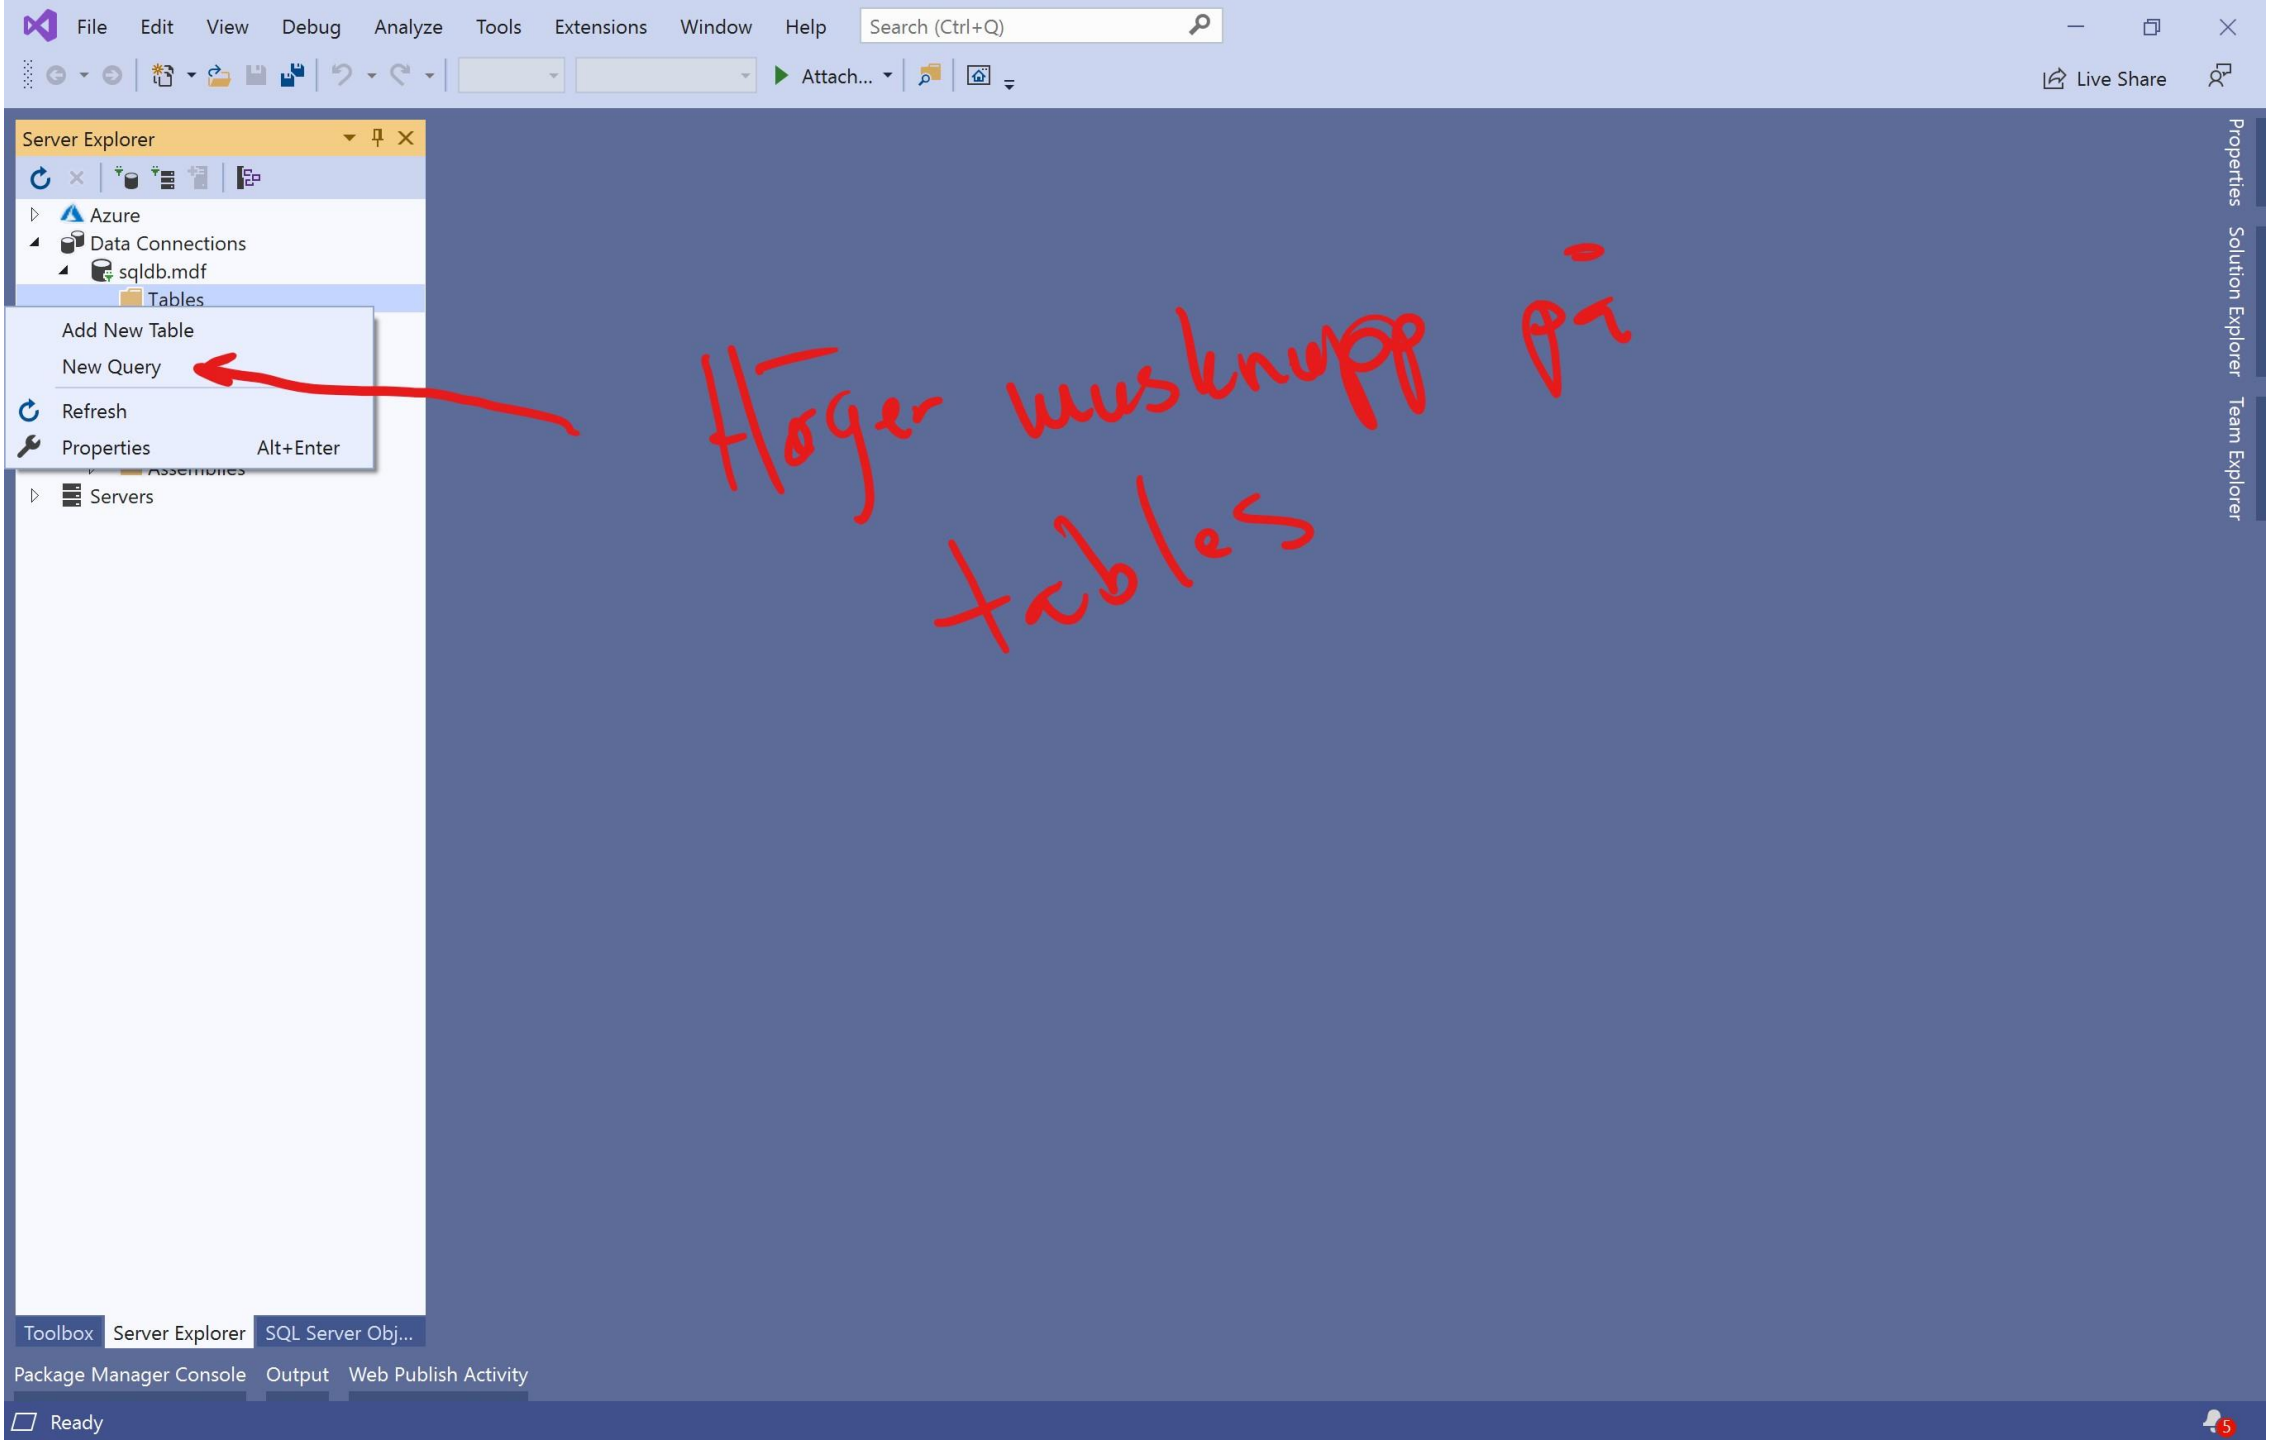 File Edit View Debug Analyze Tools Extensions Window Help Search (Ctrl+Q)
Attach... Live Share
Server Explorer
Azure
Data Connections
sqldb.mdf
Tables
Add New Table
New Query
Refresh
Properties Alt+Enter
Assemblies
Servers
Höger musknapp på
tables
Properties
Solution Explorer
Team Explorer
Toolbox Server Explorer SQL Server Obj...
Package Manager Console Output Web Publish Activity
Ready 5